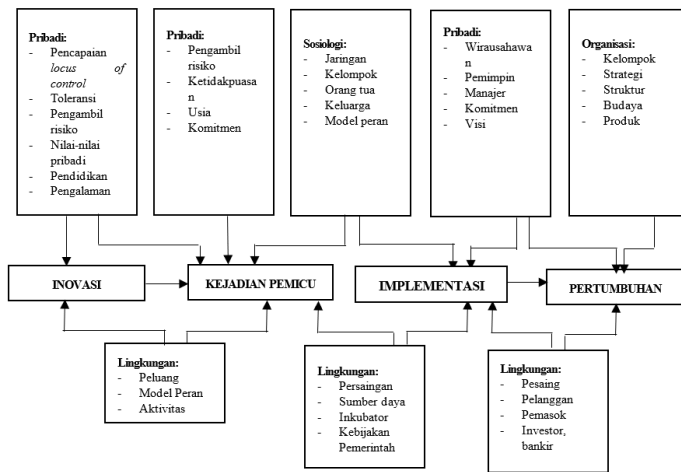 Pribadi:
- Pencapaian
locus of
control
- Toleransi
- Pengambil
risiko
- Nilai-nilai
pribadi
- Pendidikan
- Pengalaman
Pribadi:
- Pengambil
risiko
- Ketidakpuasa
n
- Usia
- Komitmen
Sosiologi:
- Jaringan
- Kelompok
- Orang tua
- Keluarga
- Model peran
Pribadi:
- Wirausahawa
n
- Pemimpin
- Manajer
- Komitmen
- Visi
Organisasi:
- Kelompok
- Strategi
- Struktur
- Budaya
- Produk
INOVASI
KEJADIAN PEMICU
IMPLEMENTASI
PERTUMBUHAN
Lingkungan:
- Peluang
- Model Peran
- Aktivitas
Lingkungan:
- Persaingan
- Sumber daya
- Inkubator
- Kebijakan
Pemerintah
Lingkungan:
- Pesaing
- Pelanggan
- Pemasok
- Investor,
bankir